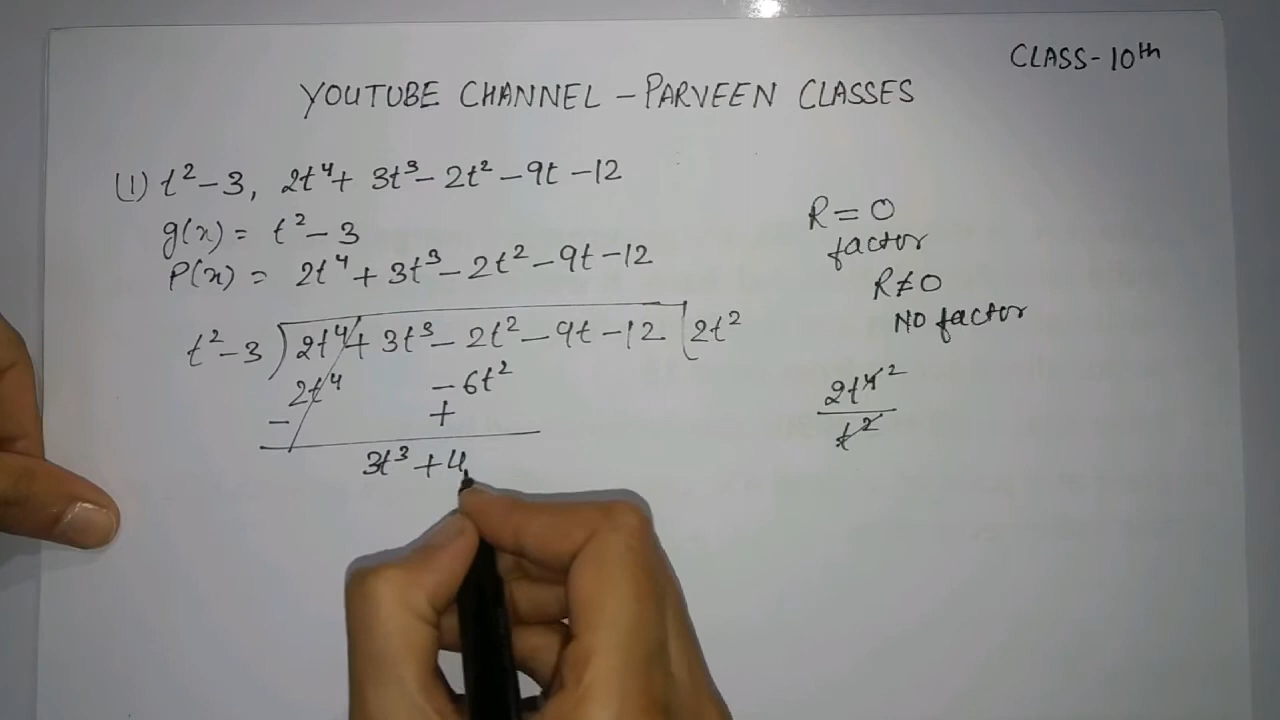 CLASS-10th
YOUTUBE CHANNEL – PARVEEN CLASSES
(1) t² – 3, 2t⁴ + 3t³ – 2t² – 9t – 12
g(x) = t² – 3
P(x) = 2t⁴ + 3t³ – 2t² – 9t – 12
t² – 3 ) 2t⁴ + 3t³ – 2t² – 9t – 12 ( 2t²
2t⁴ – 6t²
– +
3t³ + 4
R = 0
factor
R ≠ 0
No factor
2t⁴ ²
t²